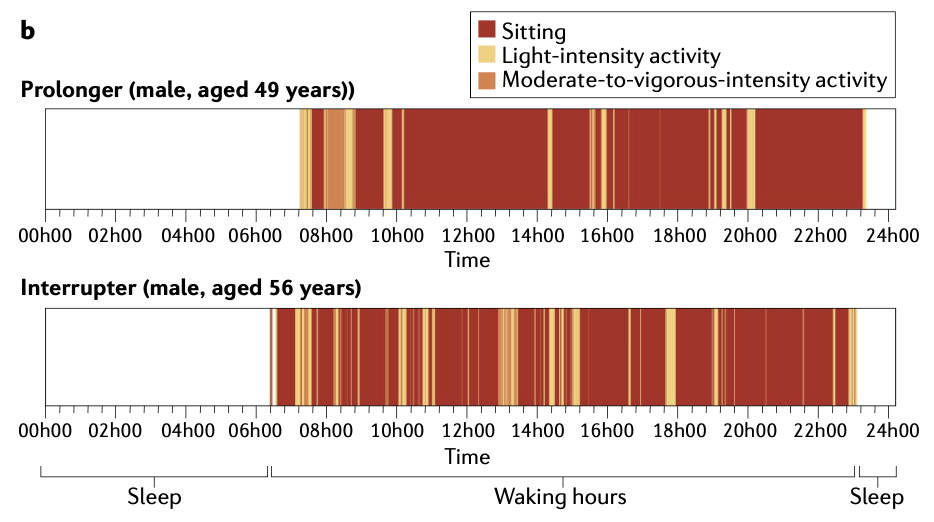 b
Sitting
Light-intensity activity
Moderate-to-vigorous-intensity activity
Prolonger (male, aged 49 years))
00h00 02h00 04h00 06h00 08h00 10h00 12h00 14h00 16h00 18h00 20h00 22h00 24h00
Time
Interrupter (male, aged 56 years)
00h00 02h00 04h00 06h00 08h00 10h00 12h00 14h00 16h00 18h00 20h00 22h00 24h00
Time
Sleep Waking hours Sleep